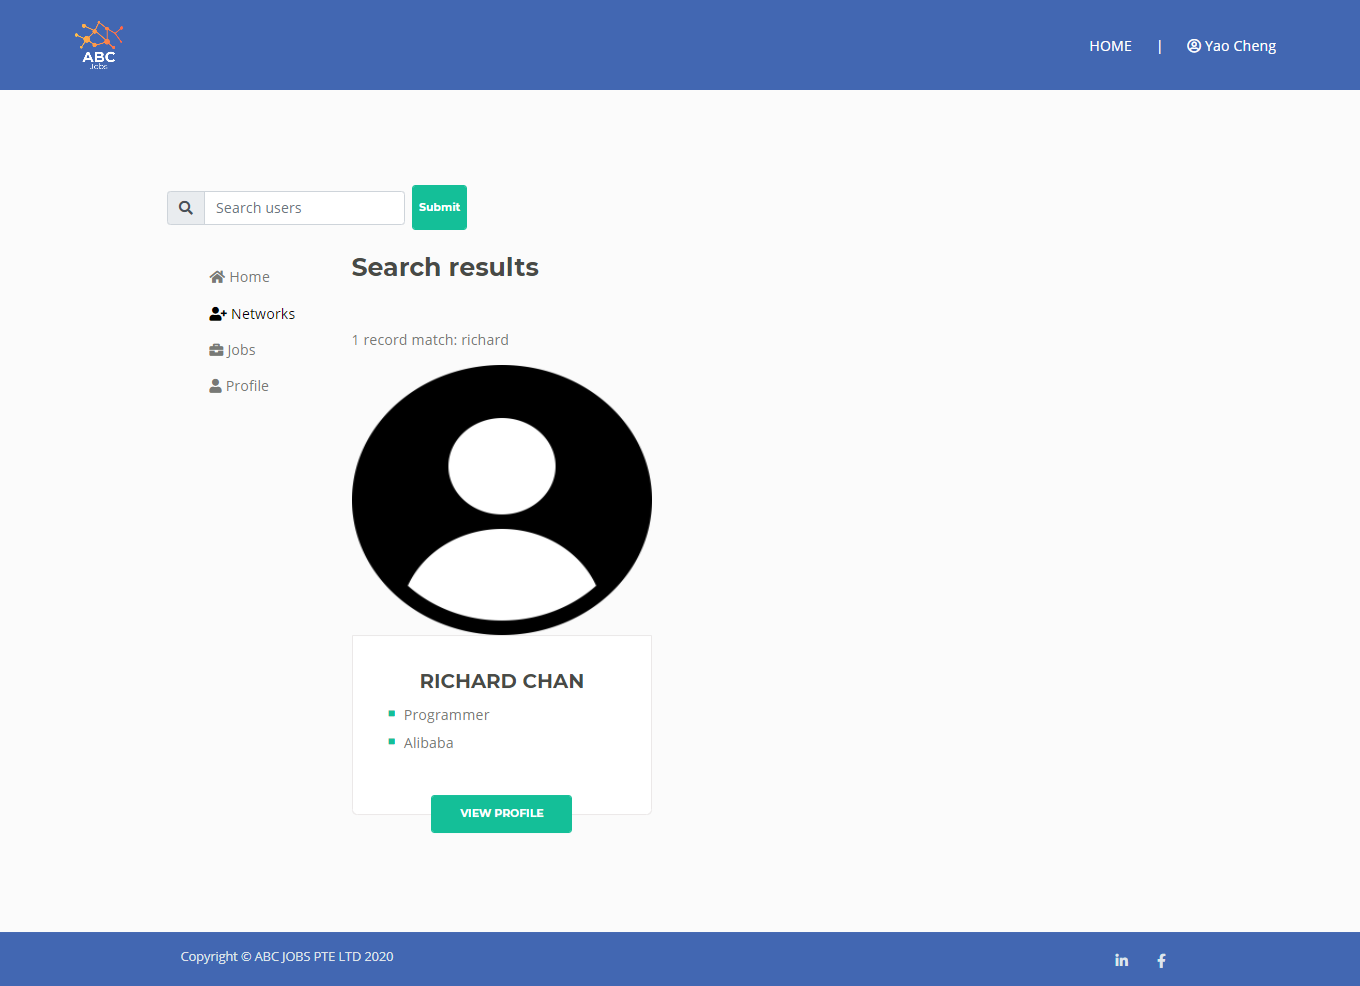 ABC
Jobs
HOME | Yao Cheng
Search users
Submit
Home
Networks
Jobs
Profile
Search results
1 record match: richard
RICHARD CHAN
Programmer
Alibaba
VIEW PROFILE
Copyright © ABC JOBS PTE LTD 2020